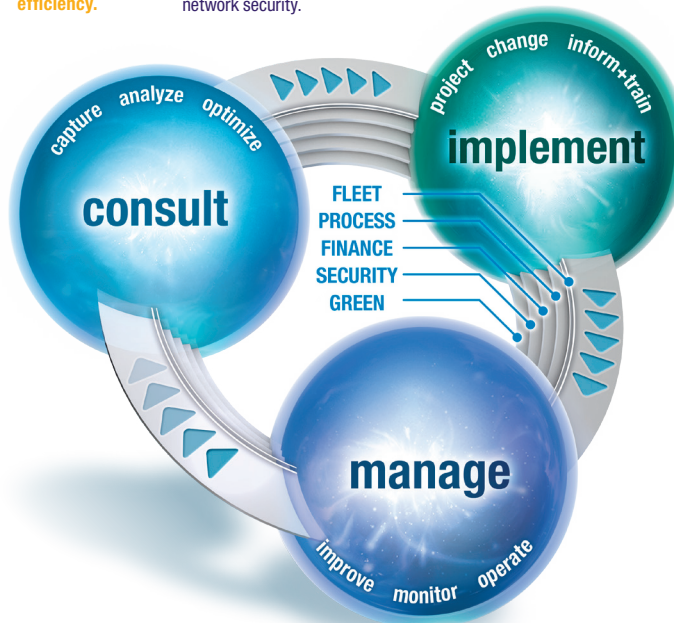 efficiency.
network security.
capture analyze optimize
consult
project change inform+train
implement
FLEET
PROCESS
FINANCE
SECURITY
GREEN
manage
improve monitor operate